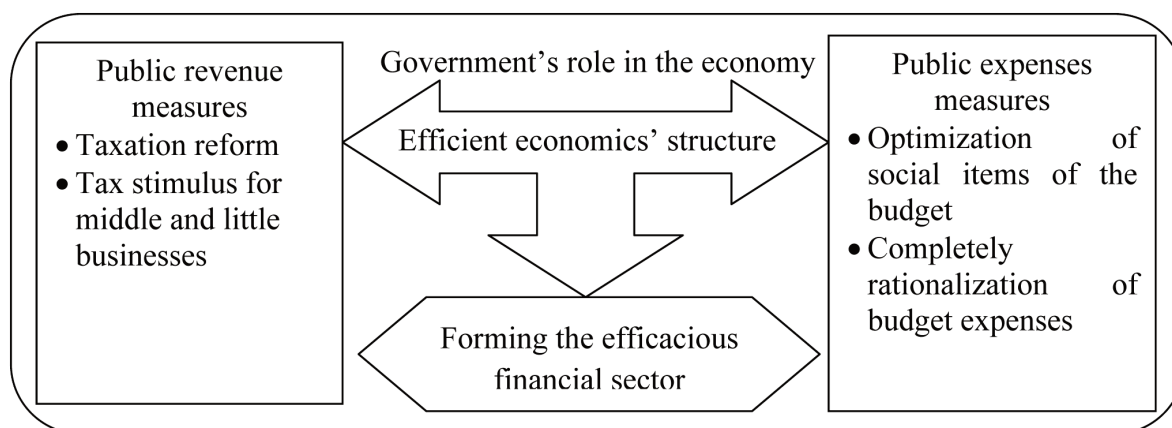 Public revenue
measures
• Taxation reform
• Tax stimulus for
middle and little
businesses
Government's role in the economy
Efficient economics' structure
Forming the efficacious
financial sector
Public expenses
measures
• Optimization of
social items of the
budget
• Completely
rationalization of
budget expenses